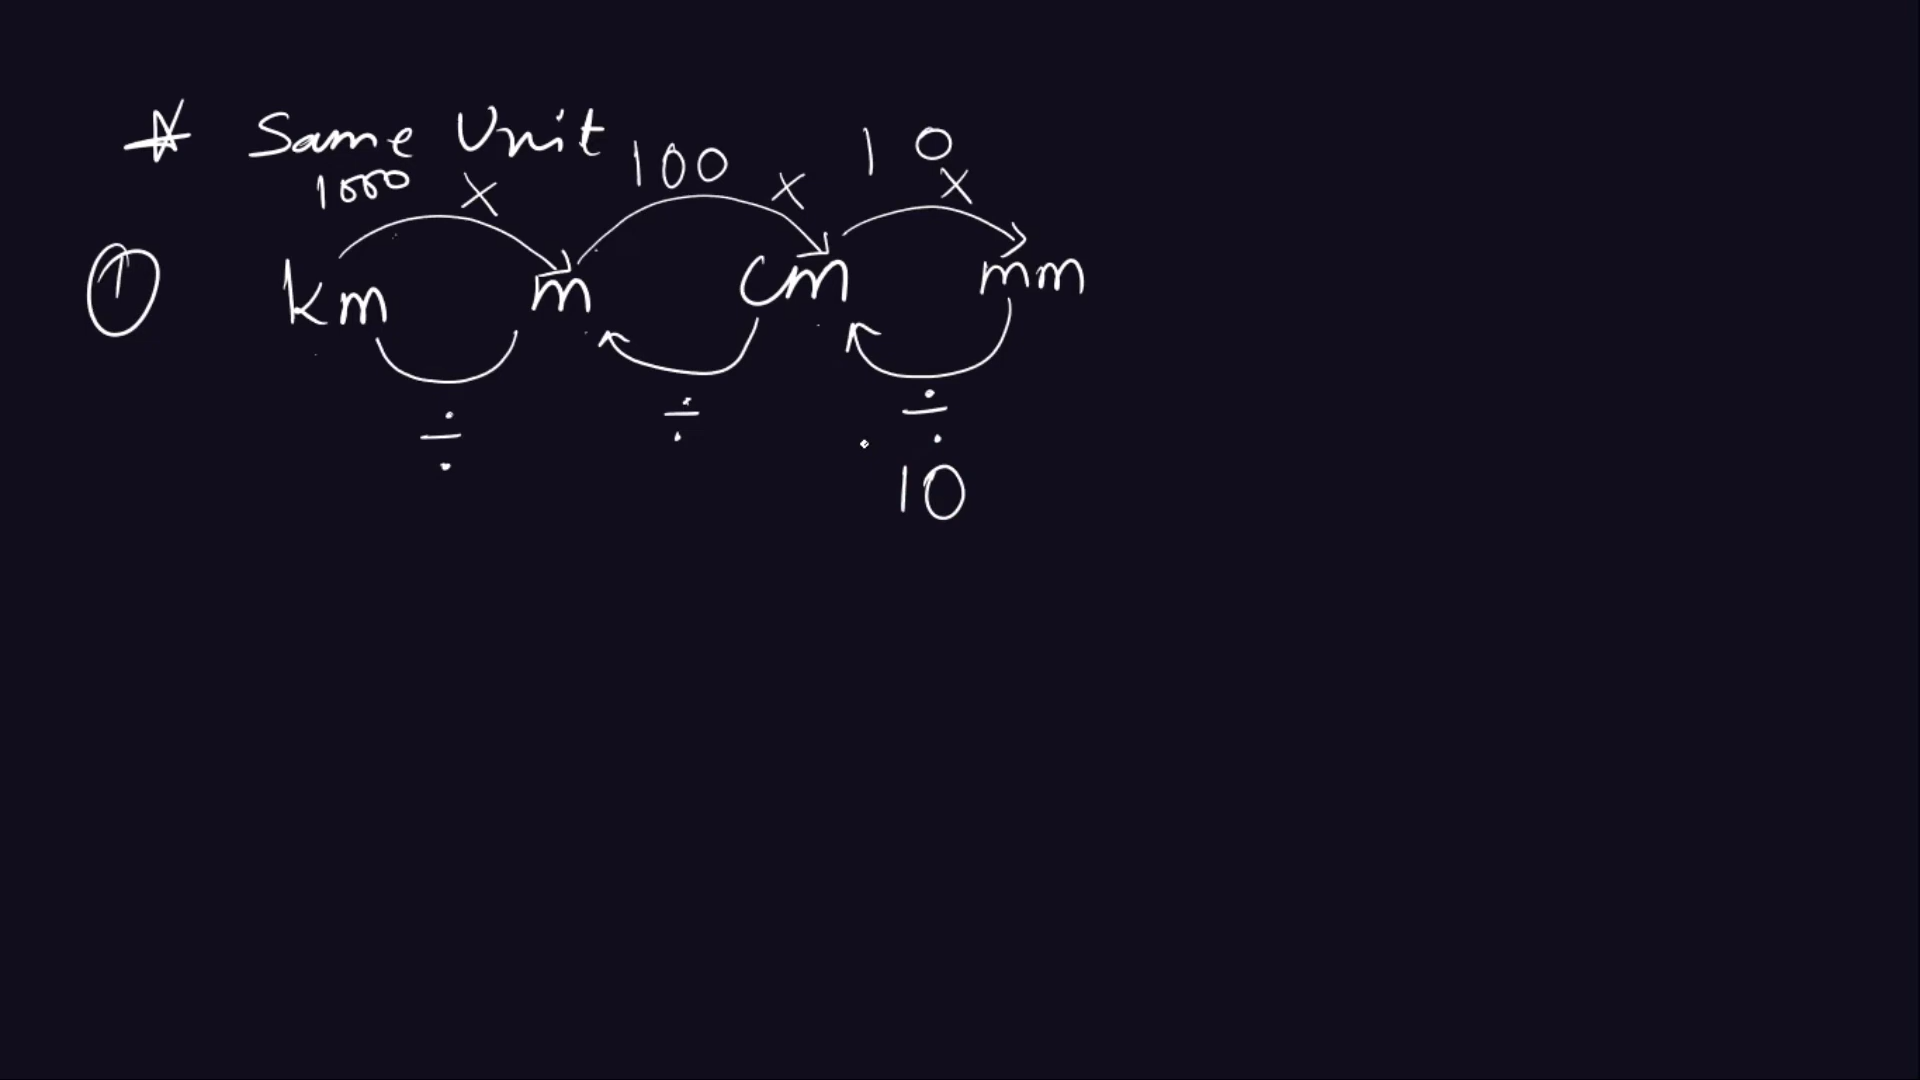 * Same Unit
1000 x 100 x 10 x
① km m cm mm
÷ ÷ ÷
10